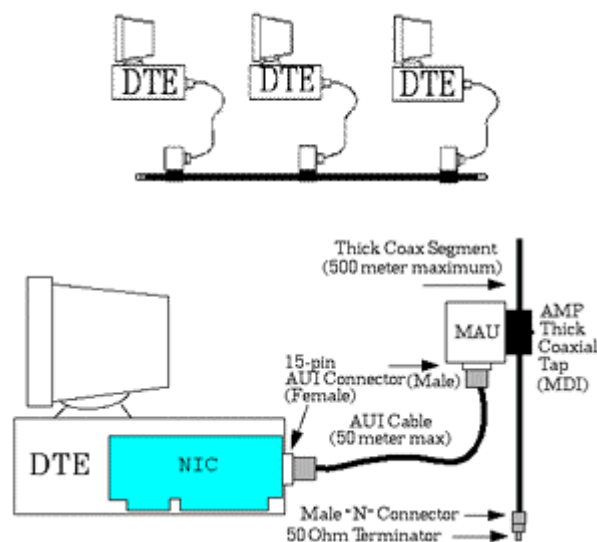 DTE
DTE
DTE
Thick Coax Segment
(500 meter maximum)
MAU
AMP
Thick
Coaxial
Tap
(MDI)
15-pin
AUI Connector (Male)
(Female)
AUI Cable
(50 meter max)
DTE
NIC
Male "N" Connector
50 Ohm Terminator